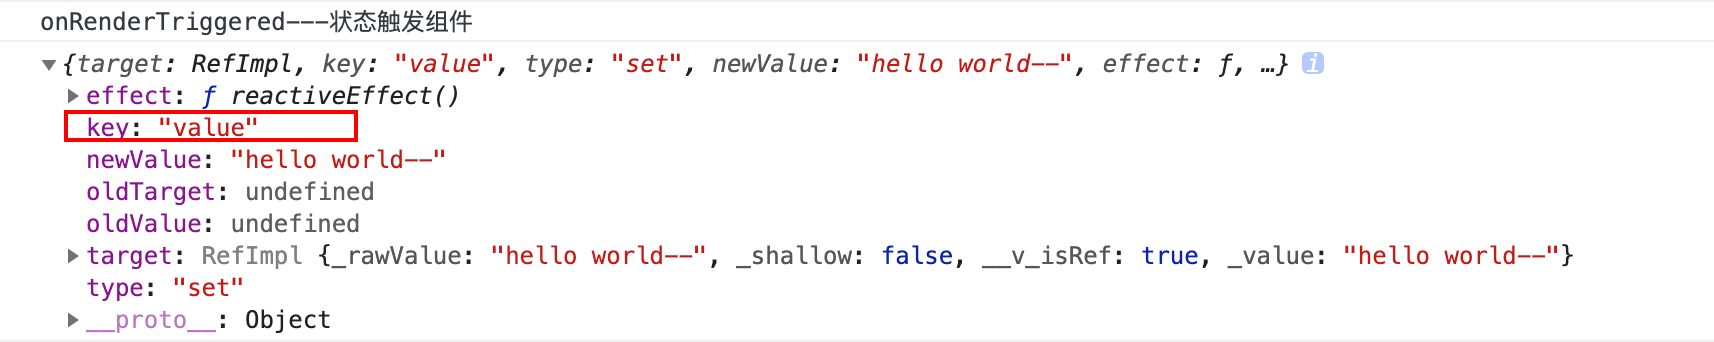 onRenderTriggered---状态触发组件
▼{target: RefImpl, key: "value", type: "set", newValue: "hello world--", effect: ƒ, …} i
▶effect: ƒ reactiveEffect()
key: "value"
newValue: "hello world--"
oldTarget: undefined
oldValue: undefined
▶target: RefImpl {_rawValue: "hello world--", _shallow: false, __v_isRef: true, _value: "hello world--"}
type: "set"
▶__proto__: Object